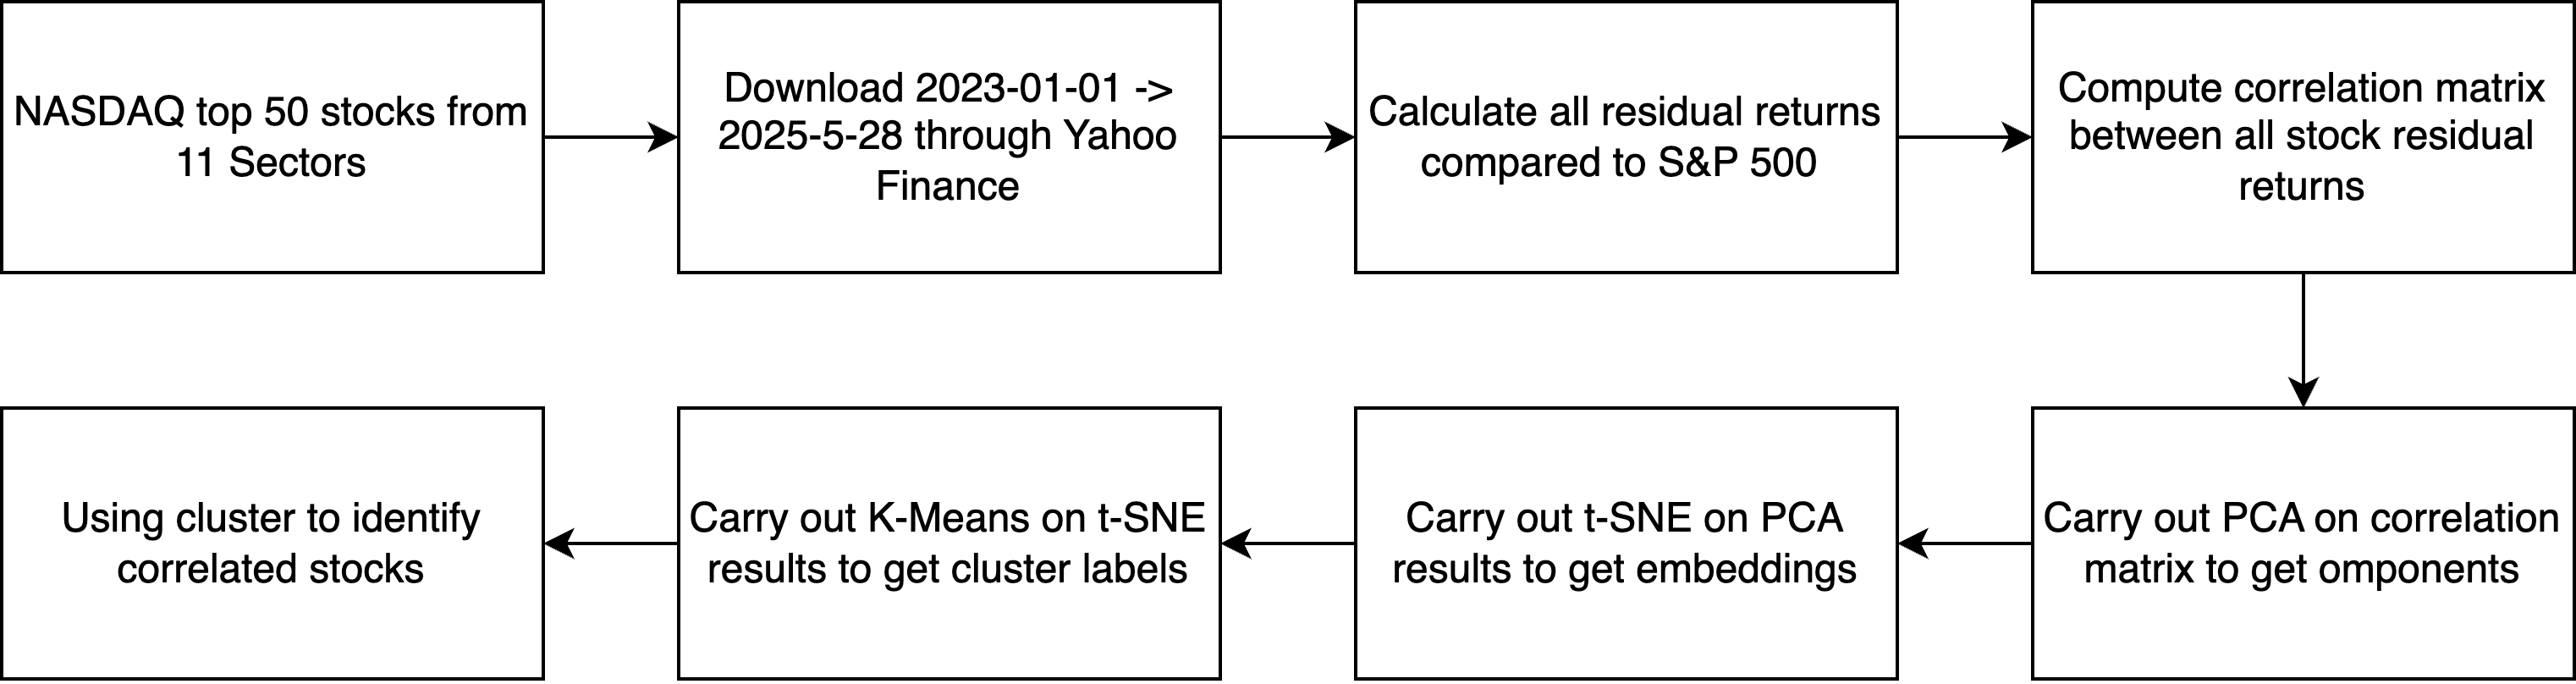 NASDAQ top 50 stocks from
11 Sectors
Download 2023-01-01 ->
2025-5-28 through Yahoo
Finance
Calculate all residual returns
compared to S&P 500
Compute correlation matrix
between all stock residual
returns
Carry out PCA on correlation
matrix to get omponents
Carry out t-SNE on PCA
results to get embeddings
Carry out K-Means on t-SNE
results to get cluster labels
Using cluster to identify
correlated stocks